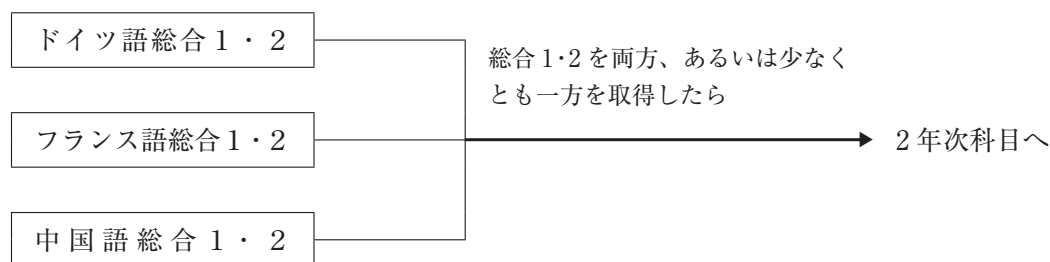 ドイツ語総合1・2
総合1・2を両方、あるいは少なく
とも一方を取得したら
フランス語総合1・2
2年次科目へ
中国語総合1・2